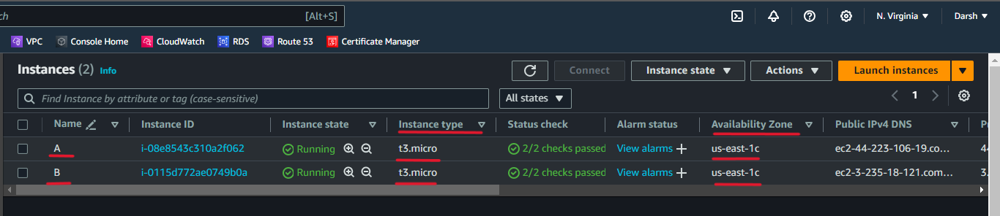 ch [Alt+S] N. Virginia Darsh
VPC Console Home CloudWatch RDS Route 53 Certificate Manager
Instances (2) Info Connect Instance state Actions Launch instances
Find Instance by attribute or tag (case-sensitive) All states 1
Name Instance ID Instance state Instance type Status check Alarm status Availability Zone Public IPv4 DNS
A i-08e8543c310a2f062 Running t3.micro 2/2 checks passed View alarms us-east-1c ec2-44-223-106-19.co... 44
B i-0115d772ae0749b0a Running t3.micro 2/2 checks passed View alarms us-east-1c ec2-3-235-18-121.com... 3.